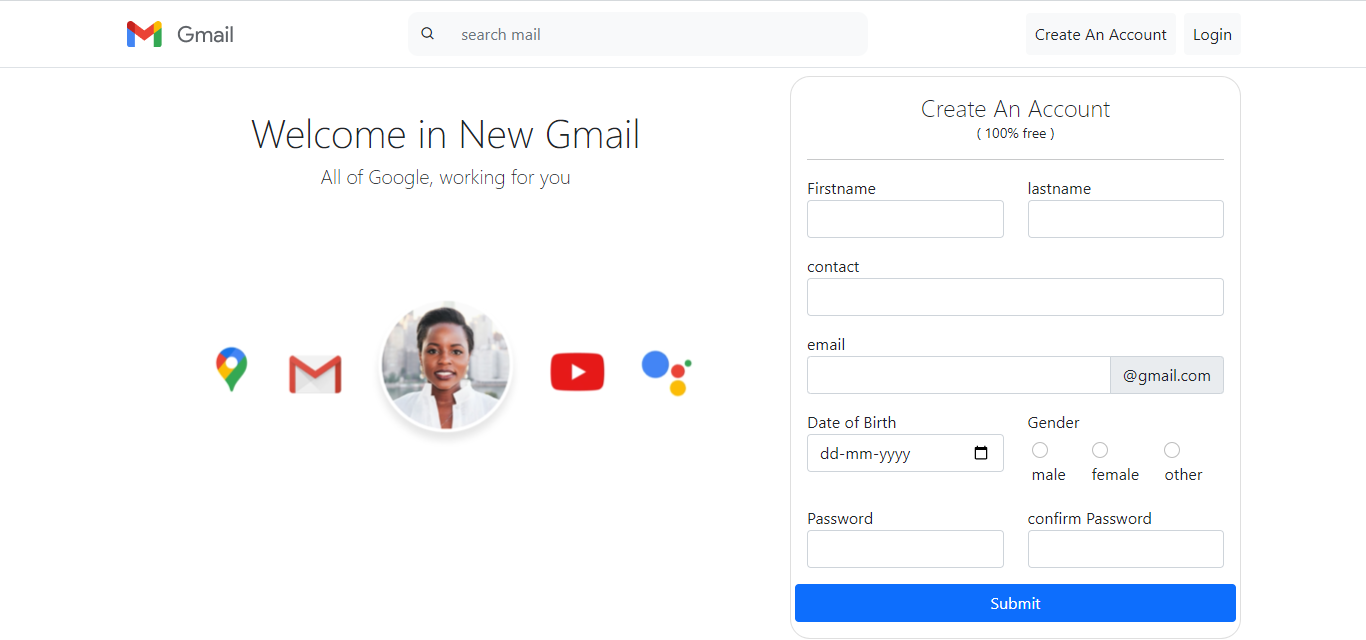 Gmail
search mail
Create An Account
Login
Welcome in New Gmail
All of Google, working for you
Create An Account
( 100% free )
Firstname
lastname
contact
email
@gmail.com
Date of Birth
Gender
dd-mm-yyyy
male
female
other
Password
confirm Password
Submit